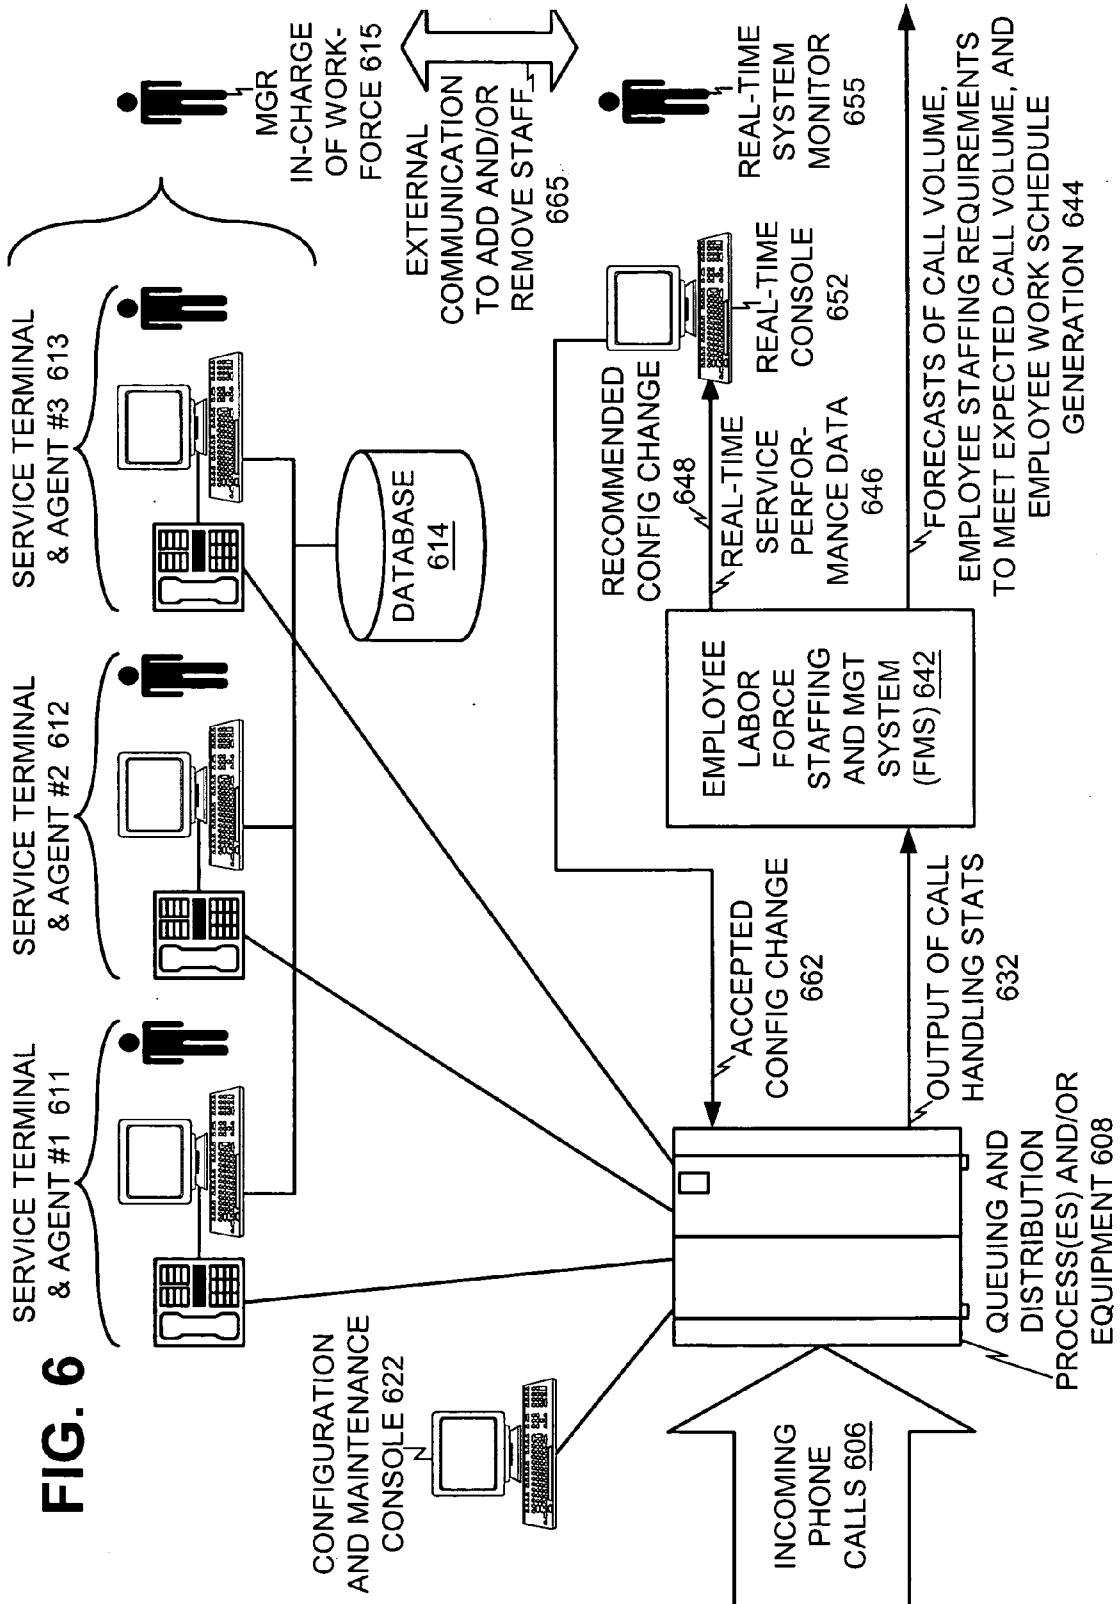 FIG. 6
SERVICE TERMINAL
& AGENT #1 611
SERVICE TERMINAL
& AGENT #2 612
SERVICE TERMINAL
& AGENT #3 613
MGR
IN-CHARGE
OF WORK-
FORCE 615
CONFIGURATION
AND MAINTENANCE
CONSOLE 622
DATABASE
614
EXTERNAL
COMMUNICATION
TO ADD AND/OR
REMOVE STAFF
665
RECOMMENDED
CONFIG CHANGE
648
REAL-TIME
SERVICE
PERFOR-
MANCE DATA
646
REAL-TIME
CONSOLE
652
REAL-TIME
SYSTEM
MONITOR
655
ACCEPTED
CONFIG CHANGE
662
INCOMING
PHONE
CALLS 606
QUEUING AND
DISTRIBUTION
PROCESS(ES) AND/OR
EQUIPMENT 608
OUTPUT OF CALL
HANDLING STATS
632
EMPLOYEE
LABOR
FORCE
STAFFING
AND MGT
SYSTEM
(FMS) 642
FORECASTS OF CALL VOLUME,
EMPLOYEE STAFFING REQUIREMENTS
TO MEET EXPECTED CALL VOLUME, AND
EMPLOYEE WORK SCHEDULE
GENERATION 644